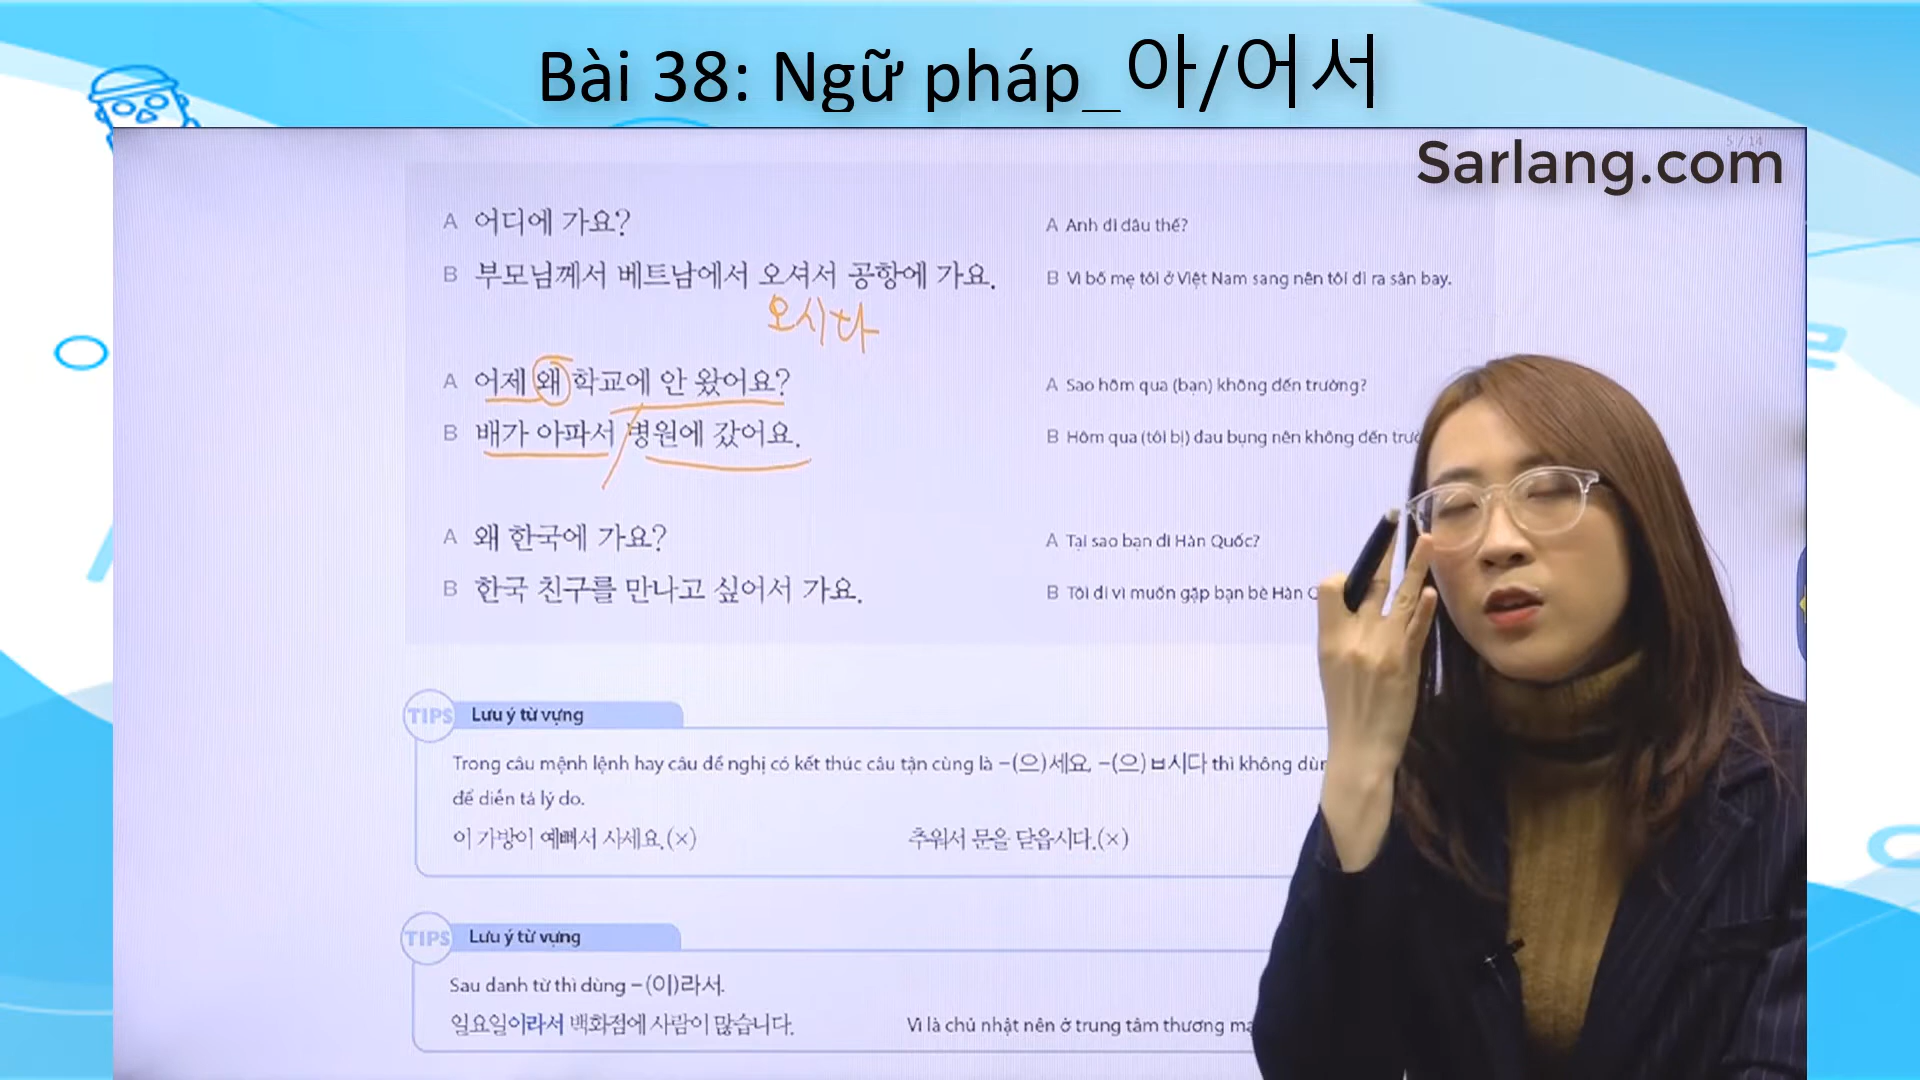 Bài 38: Ngữ pháp_아/어서
Sarlang.com
5 / 14
A 어디에 가요?
A Anh đi đâu thế?
B 부모님께서 베트남에서 오셔서 공항에 가요.
B Vì bố mẹ tôi ở Việt Nam sang nên tôi đi ra sân bay.
오시다
A 어제 왜 학교에 안 왔어요?
A Sao hôm qua (bạn) không đến trường?
B 배가 아파서 병원에 갔어요.
B Hôm qua (tôi bị) đau bụng nên không đến
A 왜 한국에 가요?
A Tại sao bạn đi Hàn Quốc?
B 한국 친구를 만나고 싶어서 가요.
B Tôi đi vì muốn gặp bạn bè Hàn
TIPS Lưu ý từ vựng
Trong câu mệnh lệnh hay câu đề nghị có kết thúc câu tận cùng là -(으)세요, -(으)ㅂ시다 thì không
để diễn tả lý do.
이 가방이 예뻐서 사세요.(×)
추워서 문을 닫읍시다.(×)
TIPS Lưu ý từ vựng
Sau danh từ thì dùng -(이)라서.
일요일이라서 백화점에 사람이 많습니다.
Vì là chủ nhật nên ở trung tâm thương